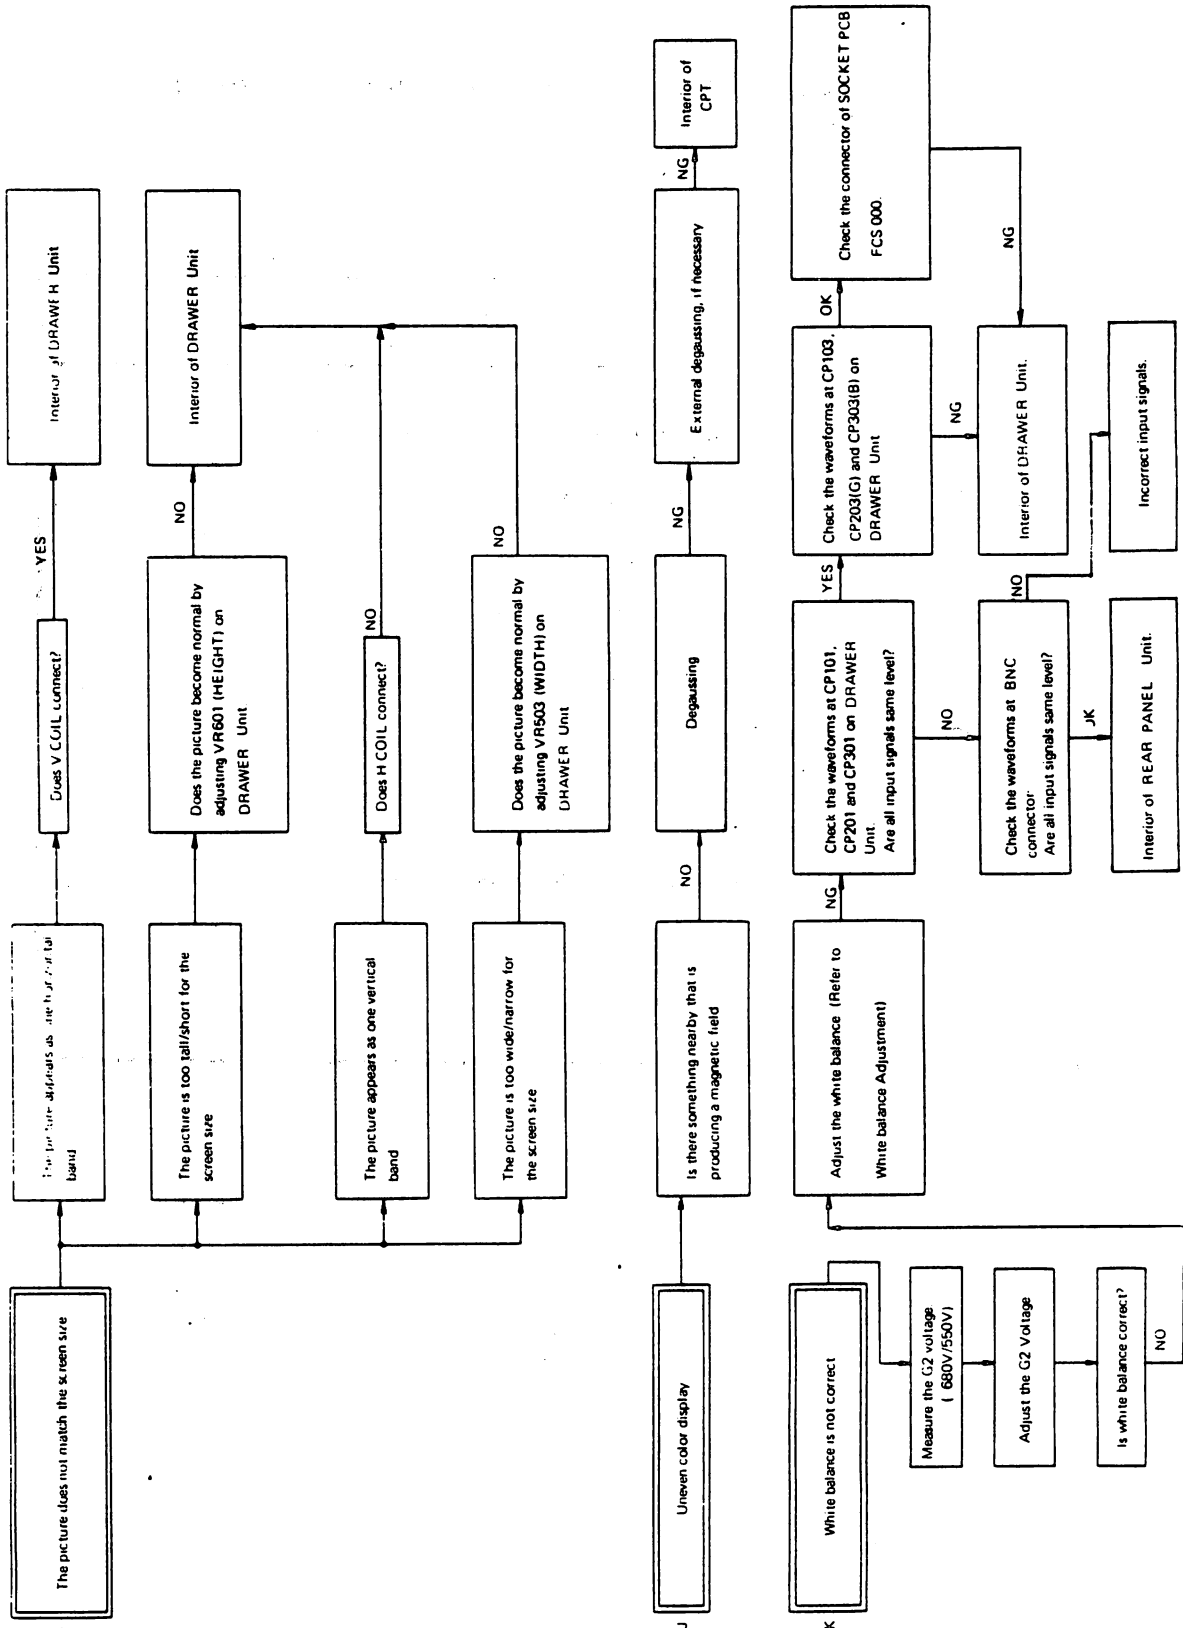 The picture does not match the screen size
band
Does V COIL connect?
YES
Interior of DRAWER Unit
The picture is too tall/short for the
screen size
Does the picture become normal by
adjusting VR601 (HEIGHT) on
DRAWER Unit
NO
Interior of DRAWER Unit
The picture appears as one vertical
band
Does H COIL connect?
NO
The picture is too wide/narrow for
the screen size
Does the picture become normal by
adjusting VR503 (WIDTH) on
DRAWER Unit
NO
J
Uneven color display
Is there something nearby that is
producing a magnetic field
NO
Degaussing
NG
External degaussing, if necessary
NG
Interior of
CPT
K
White balance is not correct
Measure the G2 voltage
( 680V/550V)
Adjust the G2 Voltage
Is white balance correct?
NO
Adjust the white balance (Refer to
White balance Adjustment)
NG
Check the waveforms at CP101,
CP201 and CP301 on DRAWER
Unit.
Are all input signals same level?
YES
Check the waveforms at CP103,
CP203(G) and CP303(B) on
DRAWER Unit
OK
Check the connector of SOCKET PCB
FCS 000.
NG
NG
Interior of DRAWER Unit.
NO
Check the waveforms at BNC
connector.
Are all input signals same level?
NO
Incorrect input signals.
JK
Interior of REAR PANEL Unit.